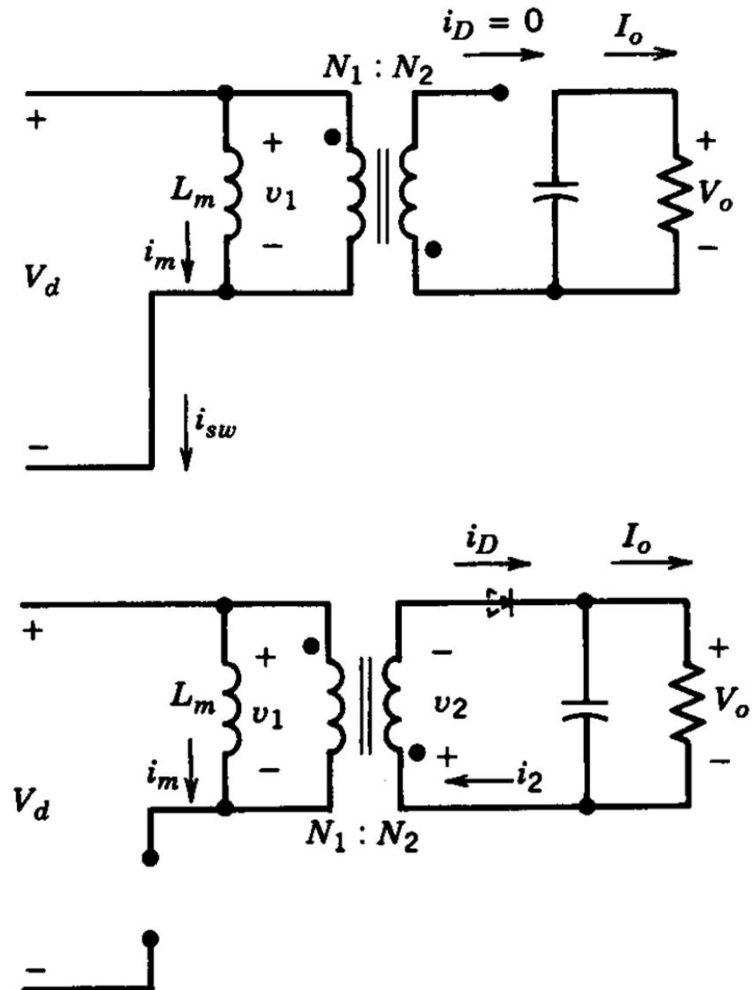 i_D = 0
I_o
N_1 : N_2
+
+
+
L_m
v_1
V_o
−
−
i_m
V_d
i_sw
−
i_D
I_o
+
+
−
+
L_m
v_1
v_2
V_o
−
+
−
i_m
i_2
V_d
N_1 : N_2
−